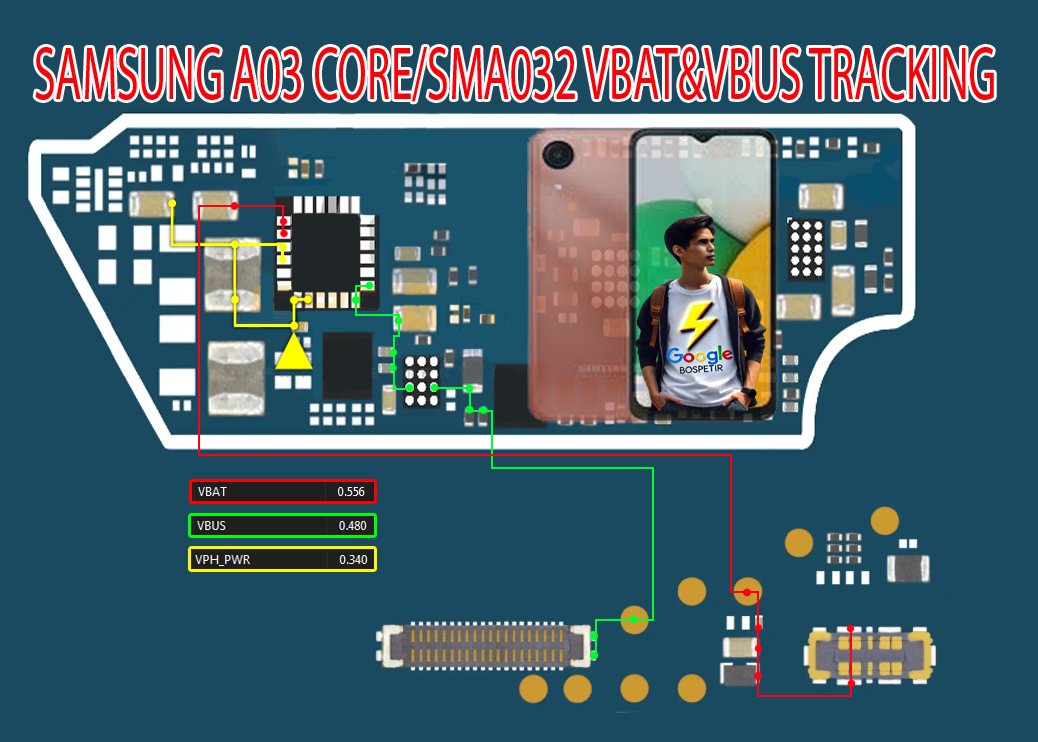 SAMSUNG A03 CORE/SMA032 VBAT&VBUS TRACKING
Google
BOSPETIR
VBAT 0.556
VBUS 0.480
VPH_PWR 0.340